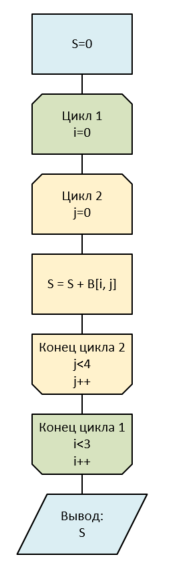 S=0
Цикл 1
i=0
Цикл 2
j=0
S = S + B[i, j]
Конец цикла 2
j<4
j++
Конец цикла 1
i<3
i++
Вывод:
S